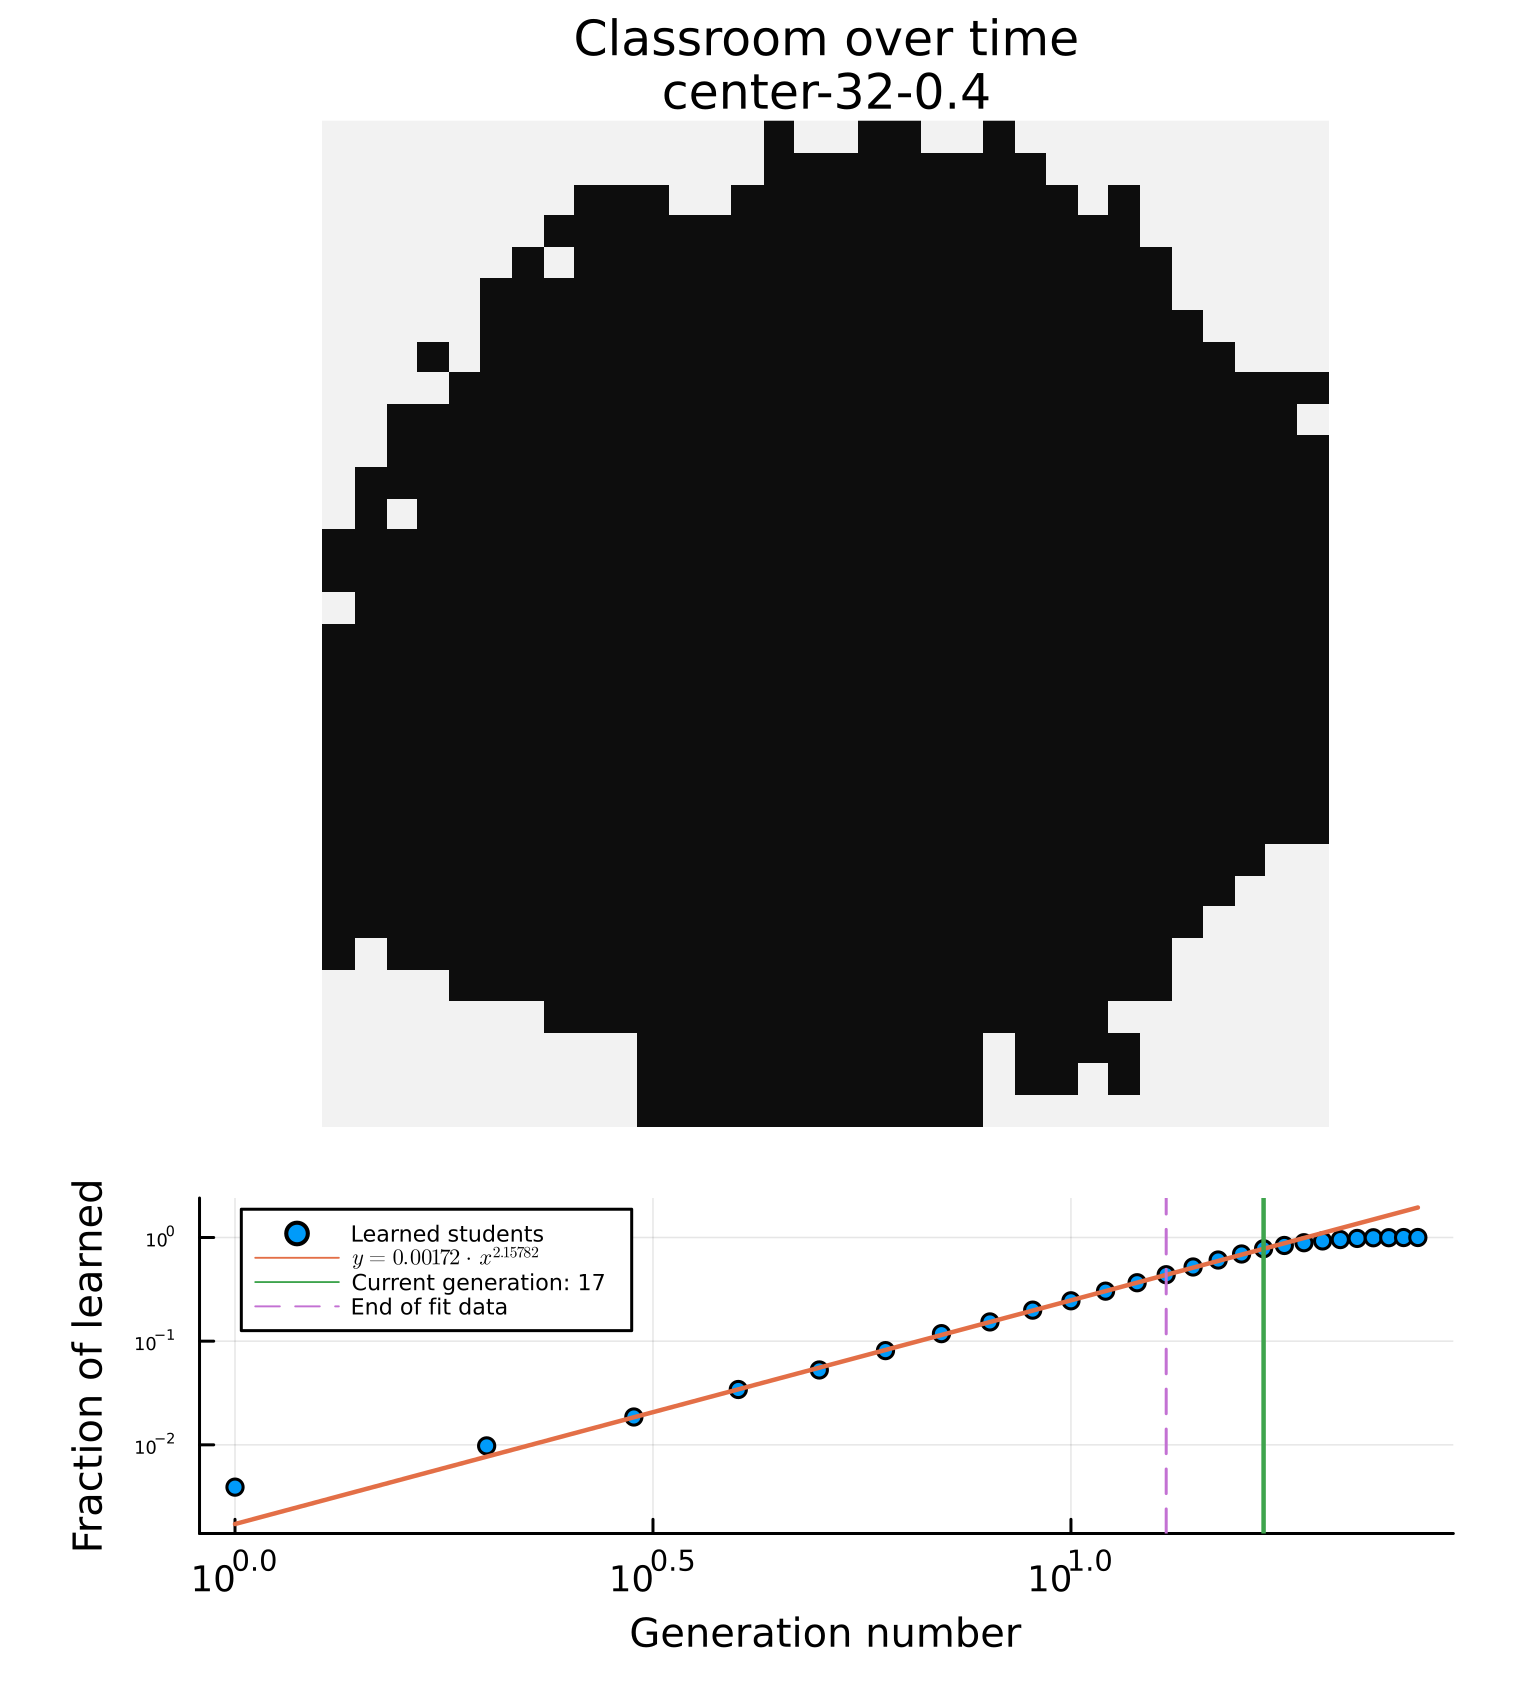 Classroom over time
center-32-0.4
Fraction of learned
10^0
10^−1
10^−2
Learned students
y = 0.00172 · x^2.15782
Current generation: 17
End of fit data
10^0.0
10^0.5
10^1.0
Generation number